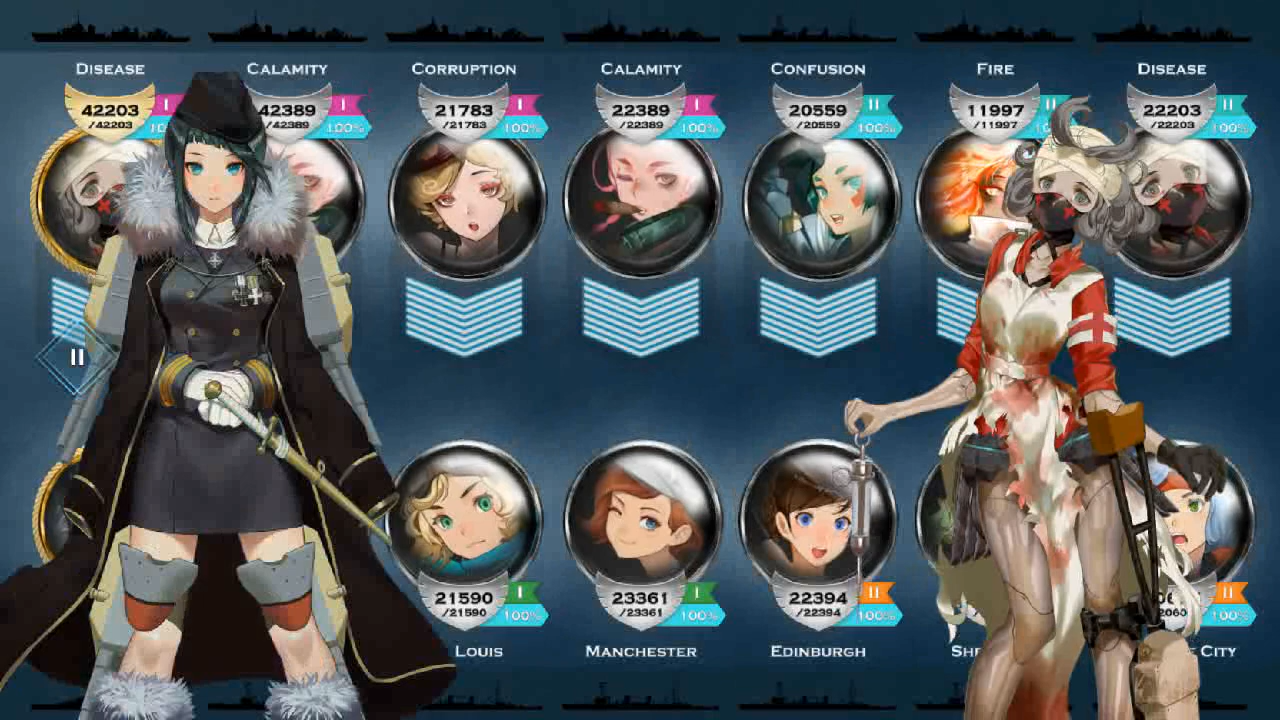 DISEASE CALAMITY CORRUPTION CALAMITY CONFUSION FIRE DISEASE
42203 I 42389 I 21783 I 22389 I 20559 II 11997 II 22203 II
/42203 /42389 100% /21783 100% /22389 100% /20559 100% /11997 /22203 100%
21590 I 23361 I 22394 II II
/21590 100% /23361 100% /22394 100% 100%
LOUIS MANCHESTER EDINBURGH CITY